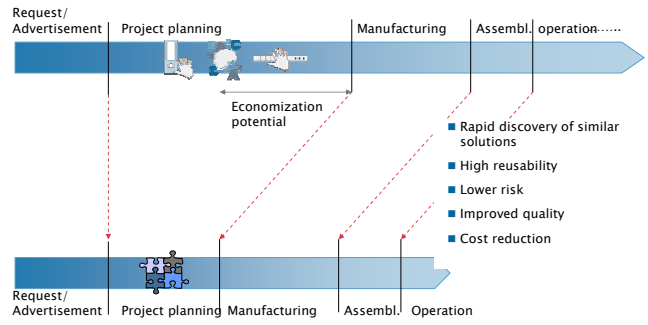 Request/
Advertisement
Project planning
Manufacturing
Assembl.
operation......
Economization
potential
Rapid discovery of similar
solutions
High reusability
Lower risk
Improved quality
Cost reduction
Request/
Advertisement
Project planning
Manufacturing
Assembl.
Operation